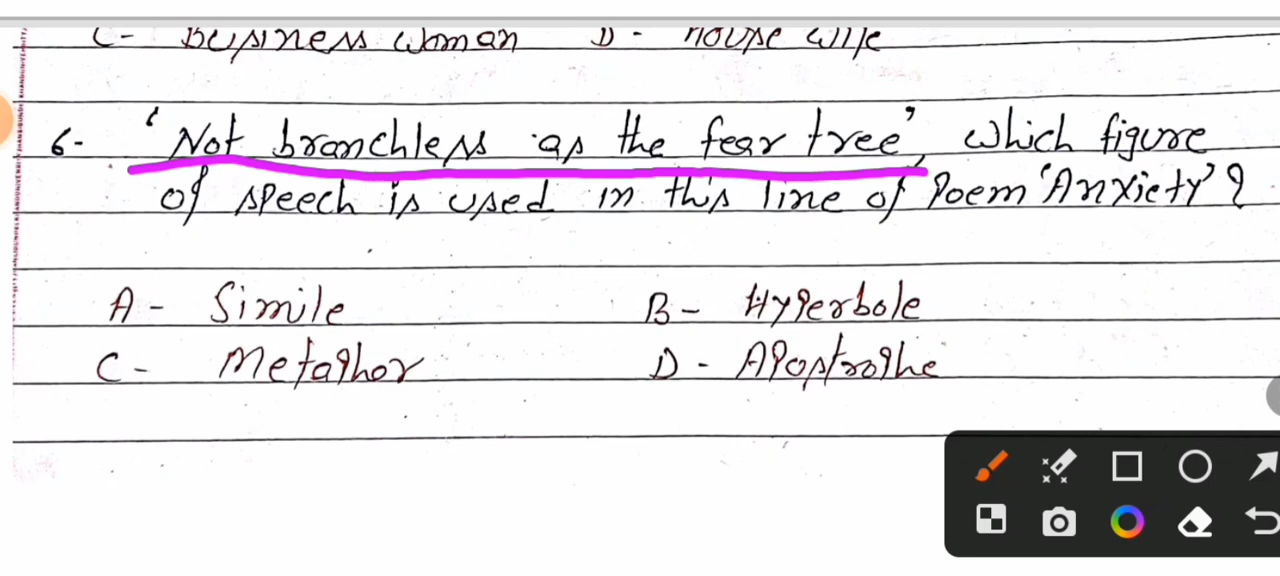 C- Business Woman D- House wife
6- 'Not branchless as the fear tree', which figure
of speech is used in this line of Poem 'Anxiety'?
A- Simile B- Hyperbole
C- Metaphor D- Apostrophe